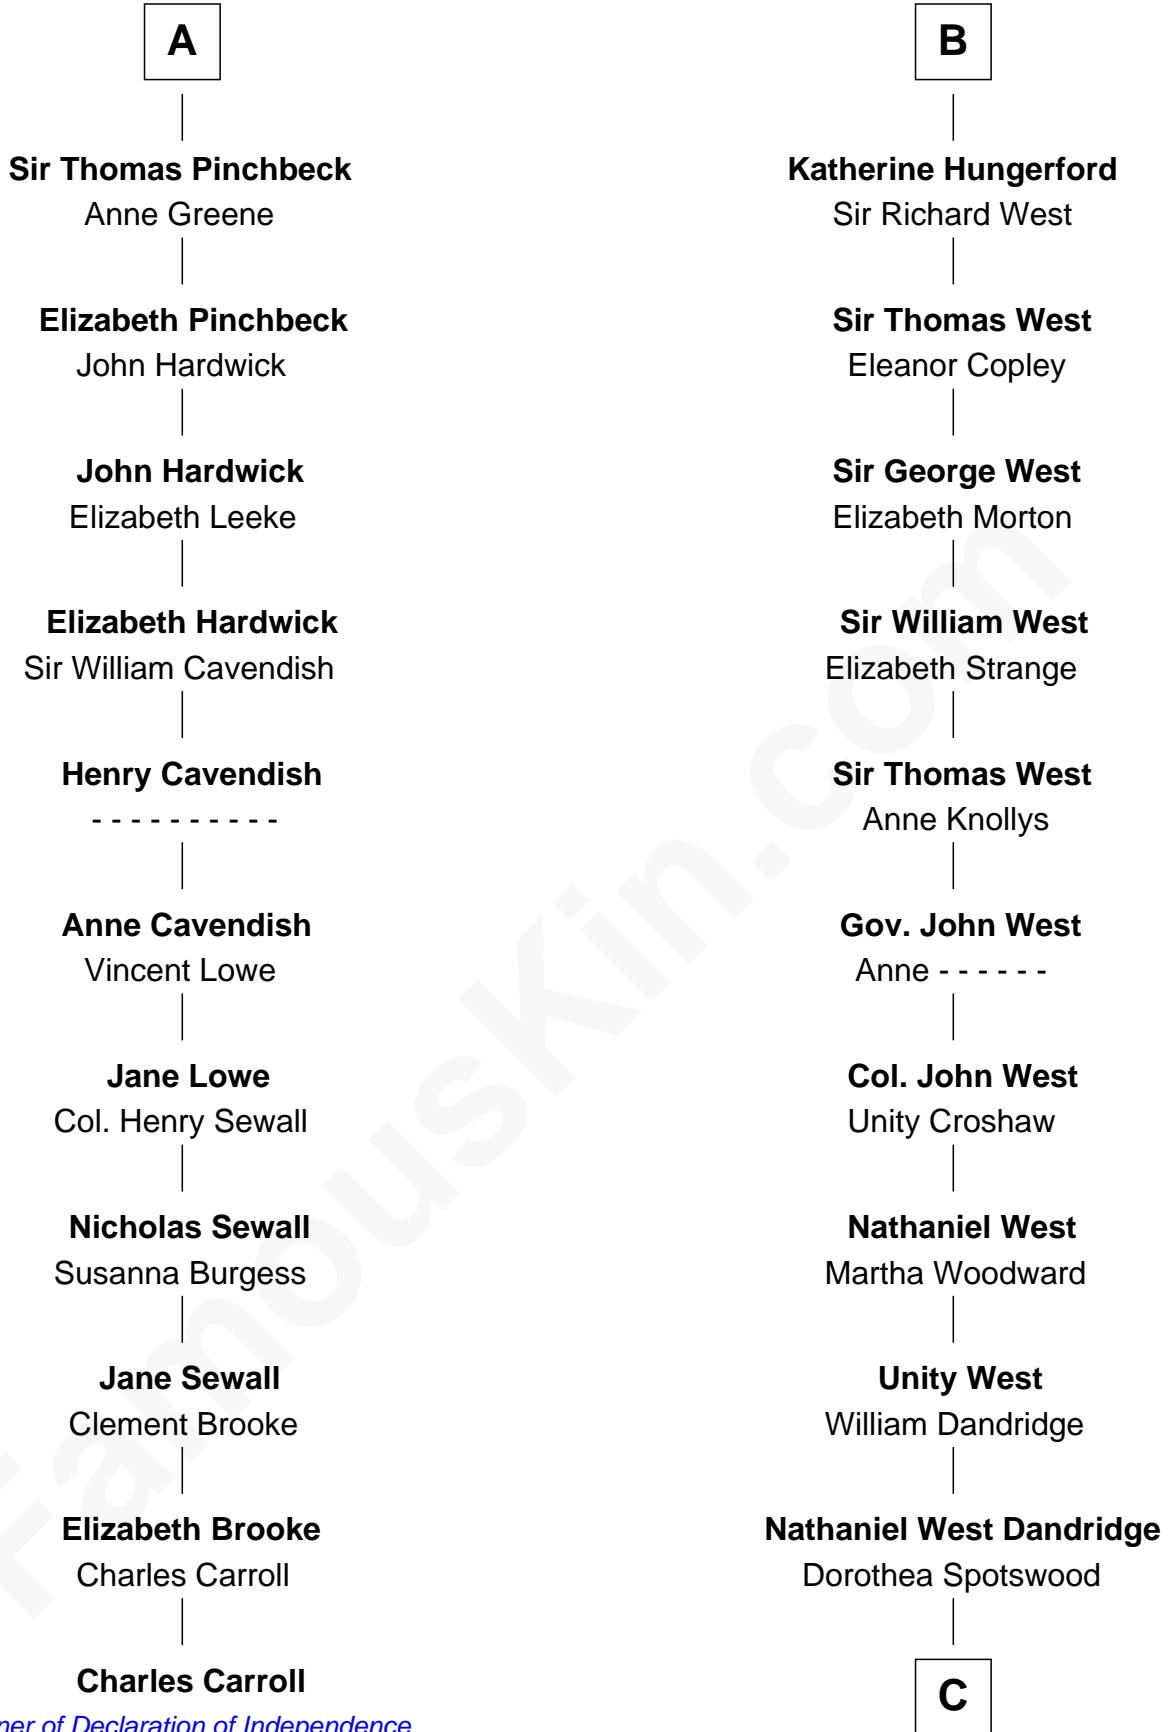 A
Sir Thomas Pinchbeck
Anne Greene
Elizabeth Pinchbeck
John Hardwick
John Hardwick
Elizabeth Leeke
Elizabeth Hardwick
Sir William Cavendish
Henry Cavendish
- - - - - - - - - -
Anne Cavendish
Vincent Lowe
Jane Lowe
Col. Henry Sewall
Nicholas Sewall
Susanna Burgess
Jane Sewall
Clement Brooke
Elizabeth Brooke
Charles Carroll
Charles Carroll
ner of Declaration of Independence
B
Katherine Hungerford
Sir Richard West
Sir Thomas West
Eleanor Copley
Sir George West
Elizabeth Morton
Sir William West
Elizabeth Strange
Sir Thomas West
Anne Knollys
Gov. John West
Anne - - - - - -
Col. John West
Unity Croshaw
Nathaniel West
Martha Woodward
Unity West
William Dandridge
Nathaniel West Dandridge
Dorothea Spotswood
C
FamousKin.com